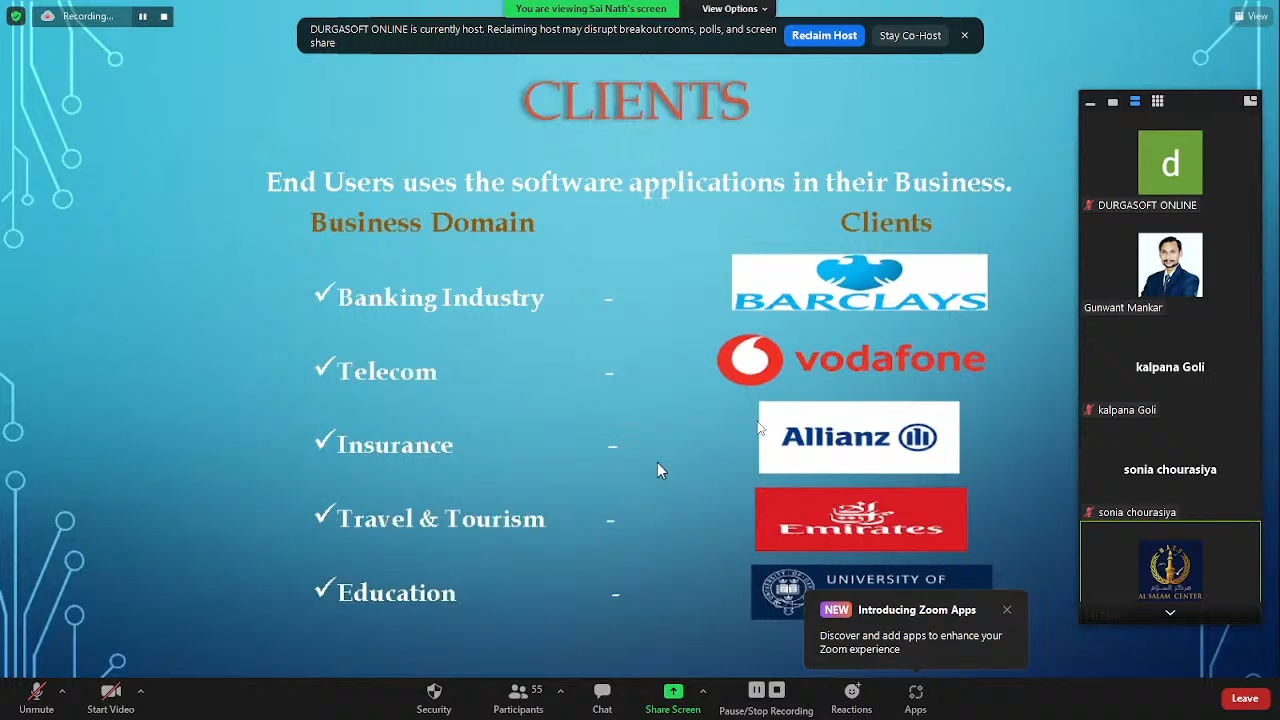 Recording...
You are viewing Sai Nath's screen
View Options
View
DURGASOFT ONLINE is currently host. Reclaiming host may disrupt breakout rooms, polls, and screen
share
Reclaim Host
Stay Co-Host
CLIENTS
End Users uses the software applications in their Business.
Business Domain
Clients
Banking Industry -
BARCLAYS
Telecom -
vodafone
Insurance -
Allianz
Travel & Tourism -
Emirates
Education -
UNIVERSITY OF
d
DURGASOFT ONLINE
Gunwant Mankar
kalpana Goli
kalpana Goli
sonia chourasiya
sonia chourasiya
مركز السلام
AL SALAM CENTER
NEW Introducing Zoom Apps
Discover and add apps to enhance your
Zoom experience
Unmute
Start Video
Security
55
Participants
Chat
Share Screen
Pause/Stop Recording
Reactions
Apps
Leave